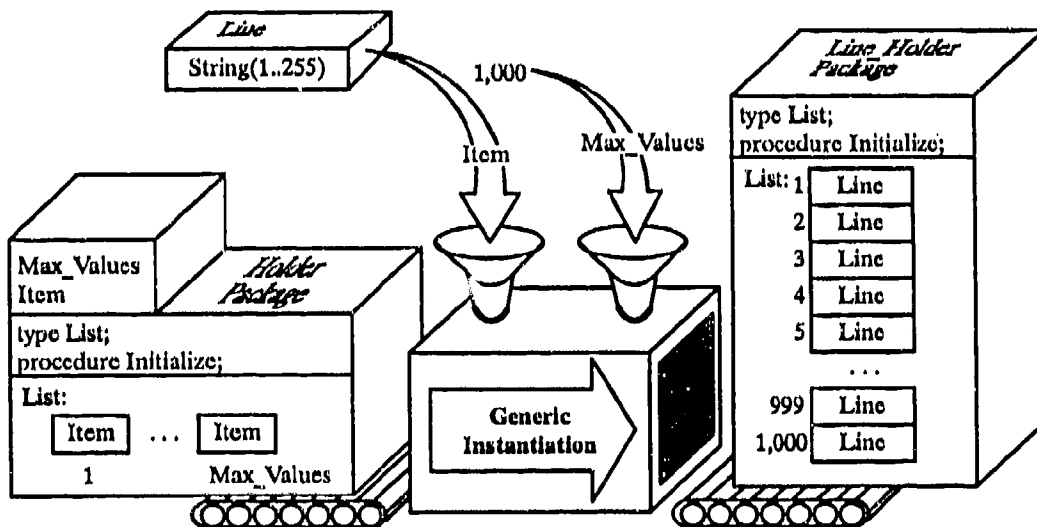 Line
String(1..255)
1,000
Item
Max_Values
Max_Values
Item
Holder
Package
type List;
procedure Initialize;
List:
Item ... Item
1 Max_Values
Generic
Instantiation
Line_Holder
Package
type List;
procedure Initialize;
List: 1 Line
2 Line
3 Line
4 Line
5 Line
...
999 Line
1,000 Line